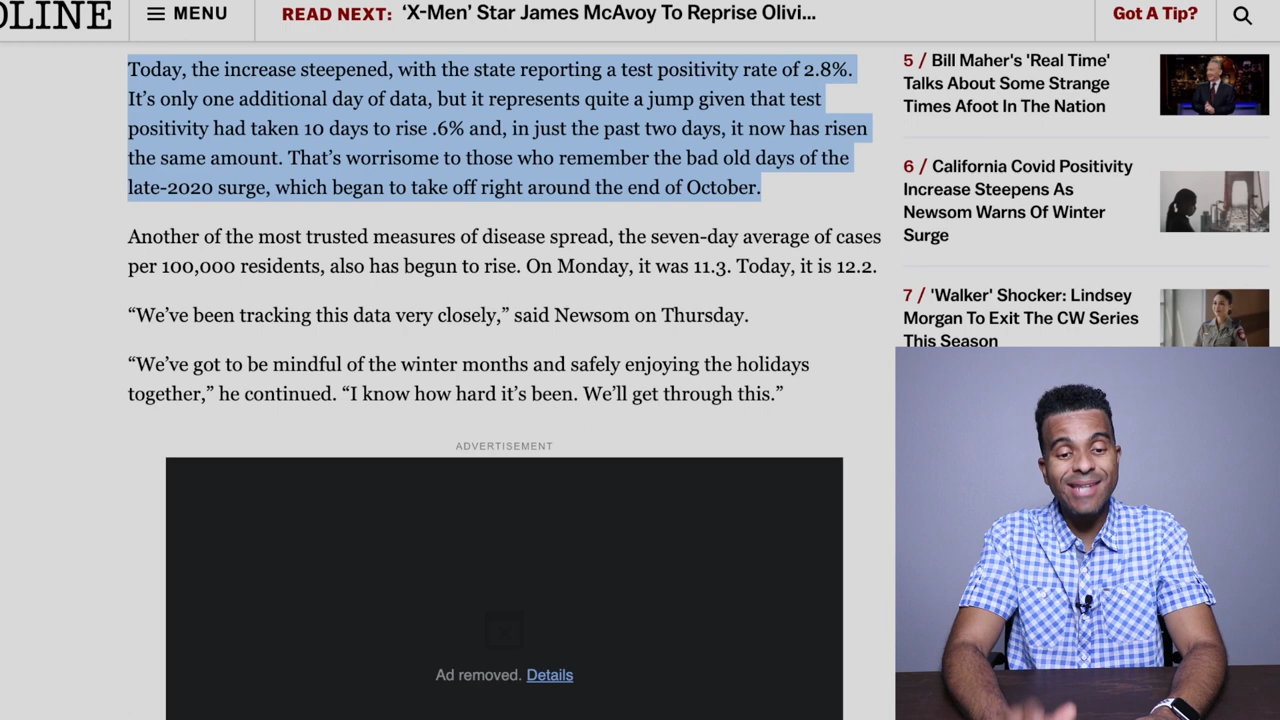 DLINE
MENU
READ NEXT: ‘X-Men’ Star James McAvoy To Reprise Olivi...
Got A Tip?
Today, the increase steepened, with the state reporting a test positivity rate of 2.8%.
It’s only one additional day of data, but it represents quite a jump given that test
positivity had taken 10 days to rise .6% and, in just the past two days, it now has risen
the same amount. That’s worrisome to those who remember the bad old days of the
late-2020 surge, which began to take off right around the end of October.
Another of the most trusted measures of disease spread, the seven-day average of cases
per 100,000 residents, also has begun to rise. On Monday, it was 11.3. Today, it is 12.2.
“We’ve been tracking this data very closely,” said Newsom on Thursday.
“We’ve got to be mindful of the winter months and safely enjoying the holidays
together,” he continued. “I know how hard it’s been. We’ll get through this.”
ADVERTISEMENT
Ad removed. Details
5 / Bill Maher's 'Real Time'
Talks About Some Strange
Times Afoot In The Nation
6 / California Covid Positivity
Increase Steepens As
Newsom Warns Of Winter
Surge
7 / 'Walker' Shocker: Lindsey
Morgan To Exit The CW Series
This Season